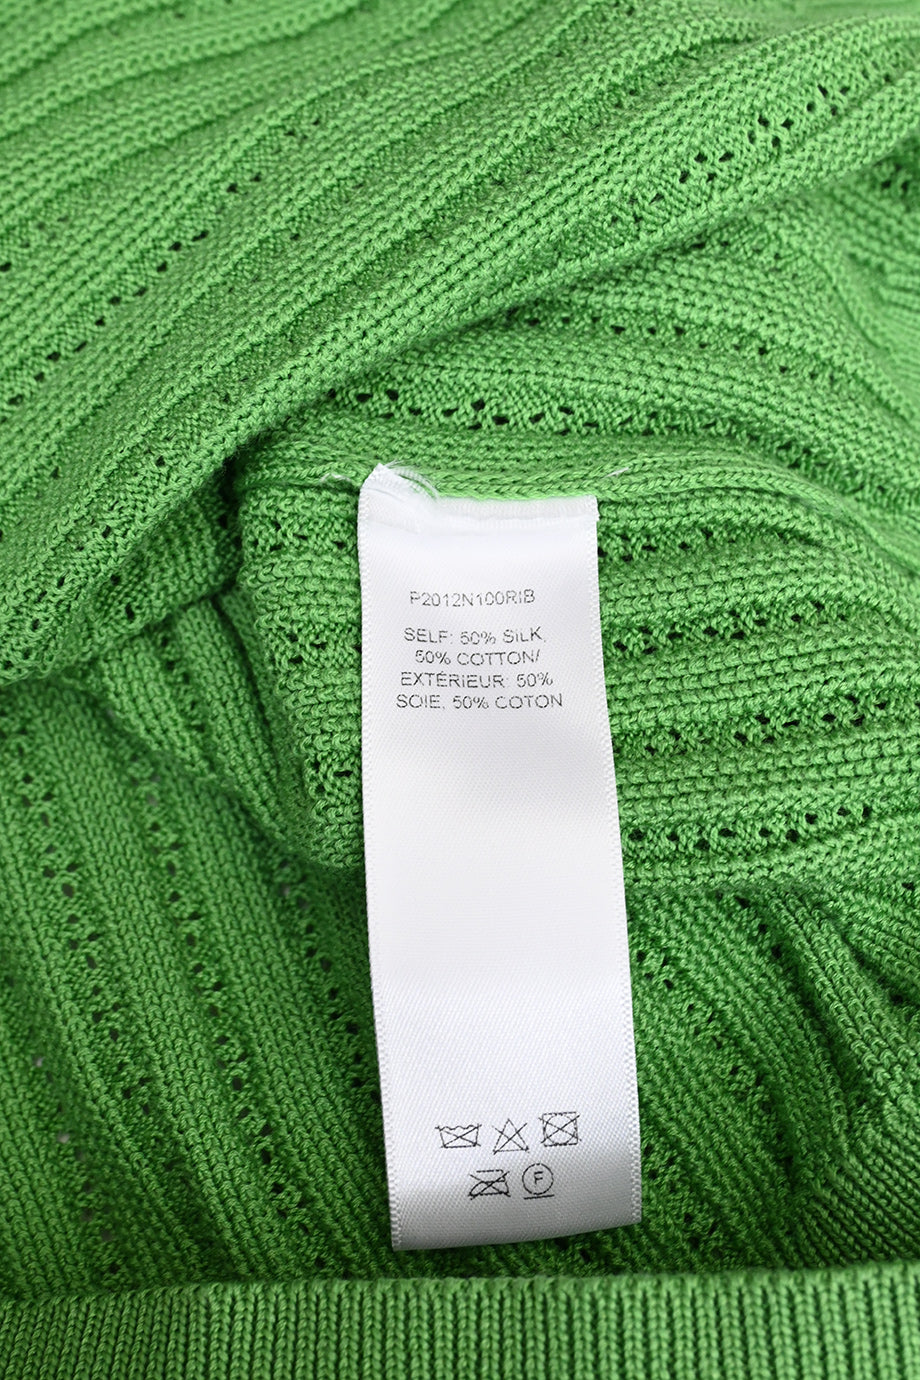 P2012N100RIB
SELF: 50% SILK,
50% COTTON/
EXTÉRIEUR: 50%
SOIE, 50% COTON
F